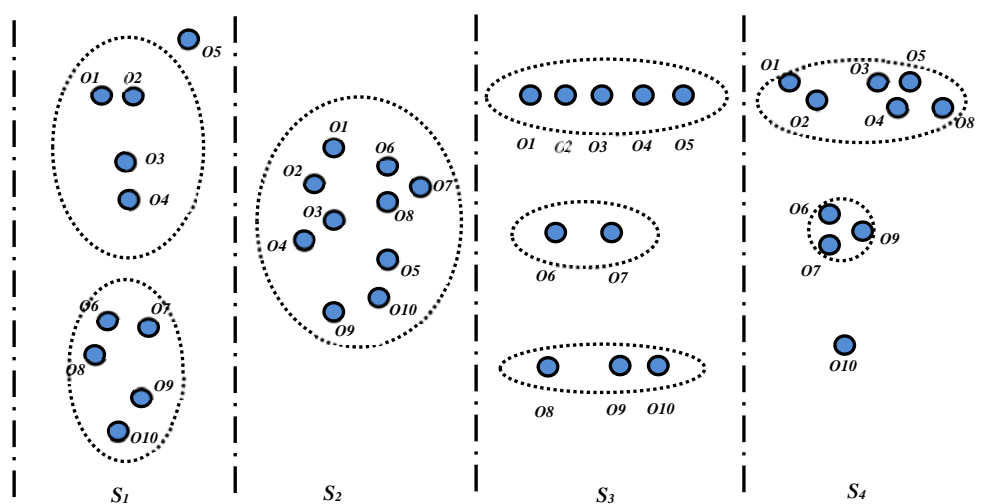 O5
O1 O2
O3
O4
O6 O7
O8
O9
O10
S1
O1
O6
O2
O7
O3
O8
O4
O5
O10
O9
S2
O1 O2 O3 O4 O5
O6 O7
O8 O9 O10
S3
O5
O1 O3
O2 O4 O8
O6
O9
O7
O10
S4